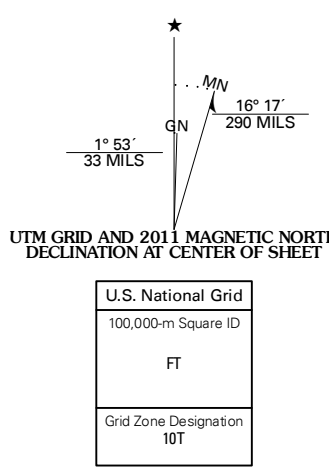 ★
MN
GN
16° 17´
290 MILS
1° 53´
33 MILS
UTM GRID AND 2011 MAGNETIC NORTH
DECLINATION AT CENTER OF SHEET
U.S. National Grid
100,000-m Square ID
FT
Grid Zone Designation
10T